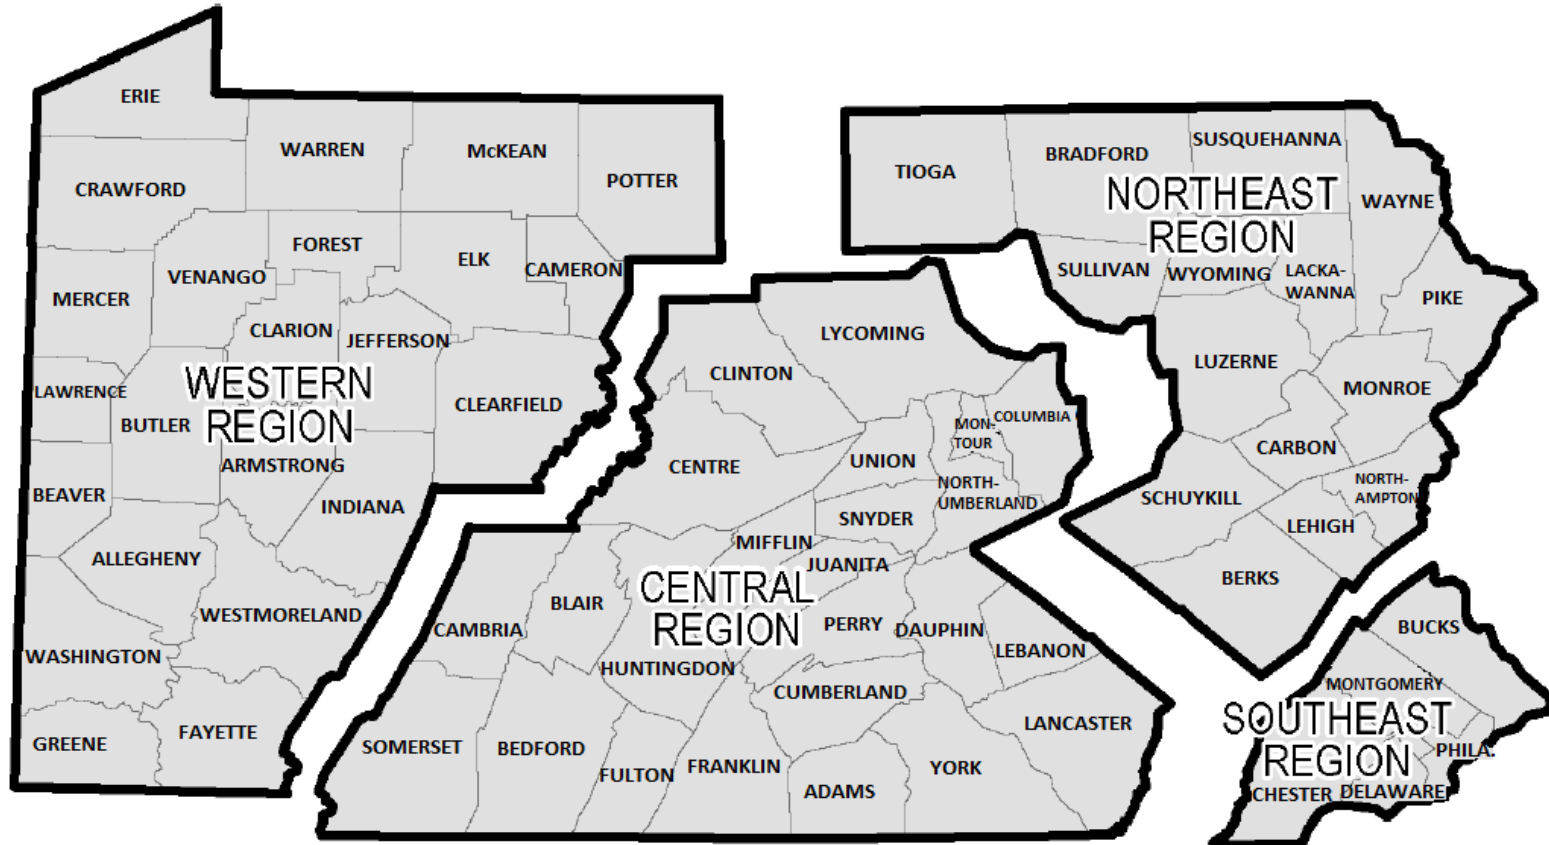 ERIE
WARREN
McKEAN
POTTER
CRAWFORD
FOREST
ELK
CAMERON
VENANGO
MERCER
CLARION
JEFFERSON
WESTERN
REGION
LAWRENCE
BUTLER
CLEARFIELD
ARMSTRONG
BEAVER
INDIANA
ALLEGHENY
WESTMORELAND
WASHINGTON
GREENE
FAYETTE
LYCOMING
CLINTON
COLUMBIA
MON-
TOUR
CENTRE
UNION
NORTH-
UMBERLAND
SNYDER
MIFFLIN
JUANITA
CENTRAL
REGION
BLAIR
CAMBRIA
PERRY
DAUPHIN
LEBANON
HUNTINGDON
CUMBERLAND
LANCASTER
SOMERSET
BEDFORD
FULTON
FRANKLIN
ADAMS
YORK
TIOGA
BRADFORD
SUSQUEHANNA
NORTHEAST
REGION
WAYNE
SULLIVAN
WYOMING
LACKA-
WANNA
PIKE
LUZERNE
MONROE
CARBON
SCHUYKILL
NORTH-
AMPTON
LEHIGH
BERKS
BUCKS
MONTGOMERY
SOUTHEAST
REGION
PHILA.
CHESTER
DELAWARE